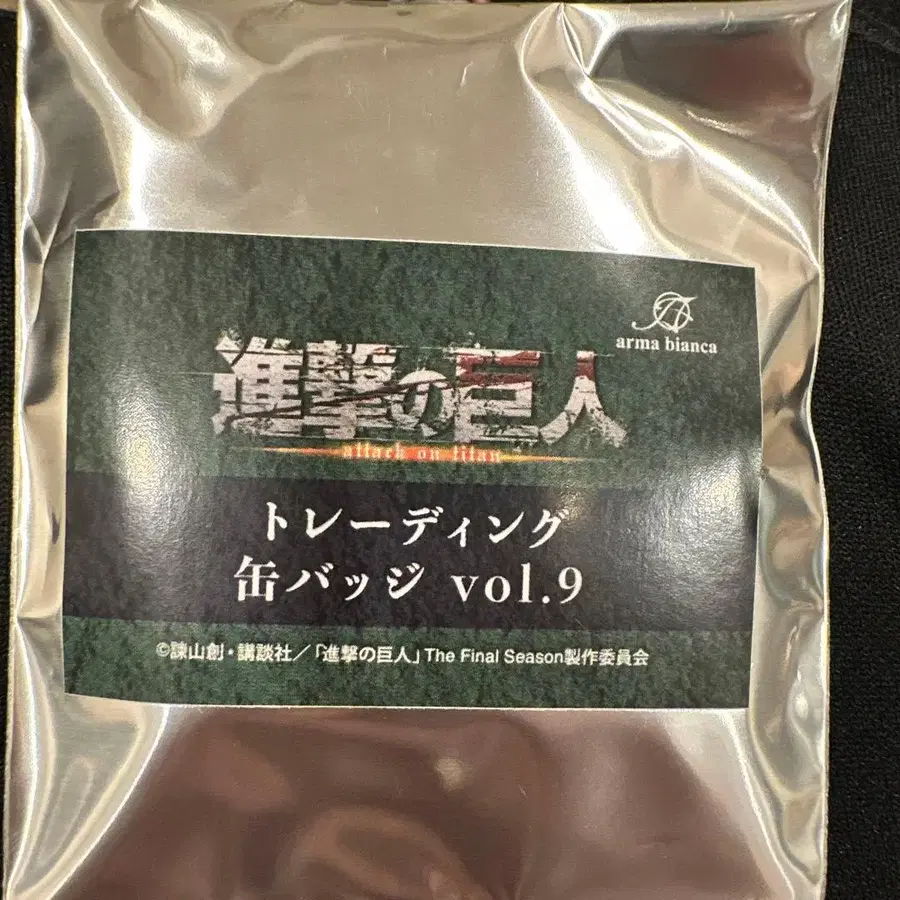 arma bianca
進撃の巨人
attack on titan
トレーディング
缶バッジ vol.9
©諫山創・講談社／「進撃の巨人」The Final Season製作委員会